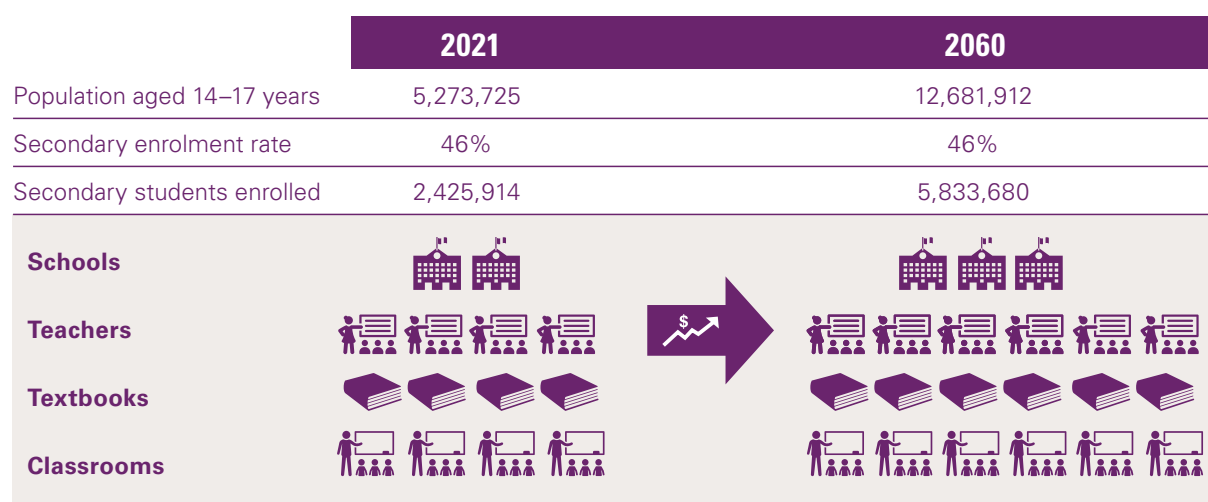 2021 2060
Population aged 14–17 years 5,273,725 12,681,912
Secondary enrolment rate 46% 46%
Secondary students enrolled 2,425,914 5,833,680
Schools
Teachers
$
Textbooks
Classrooms